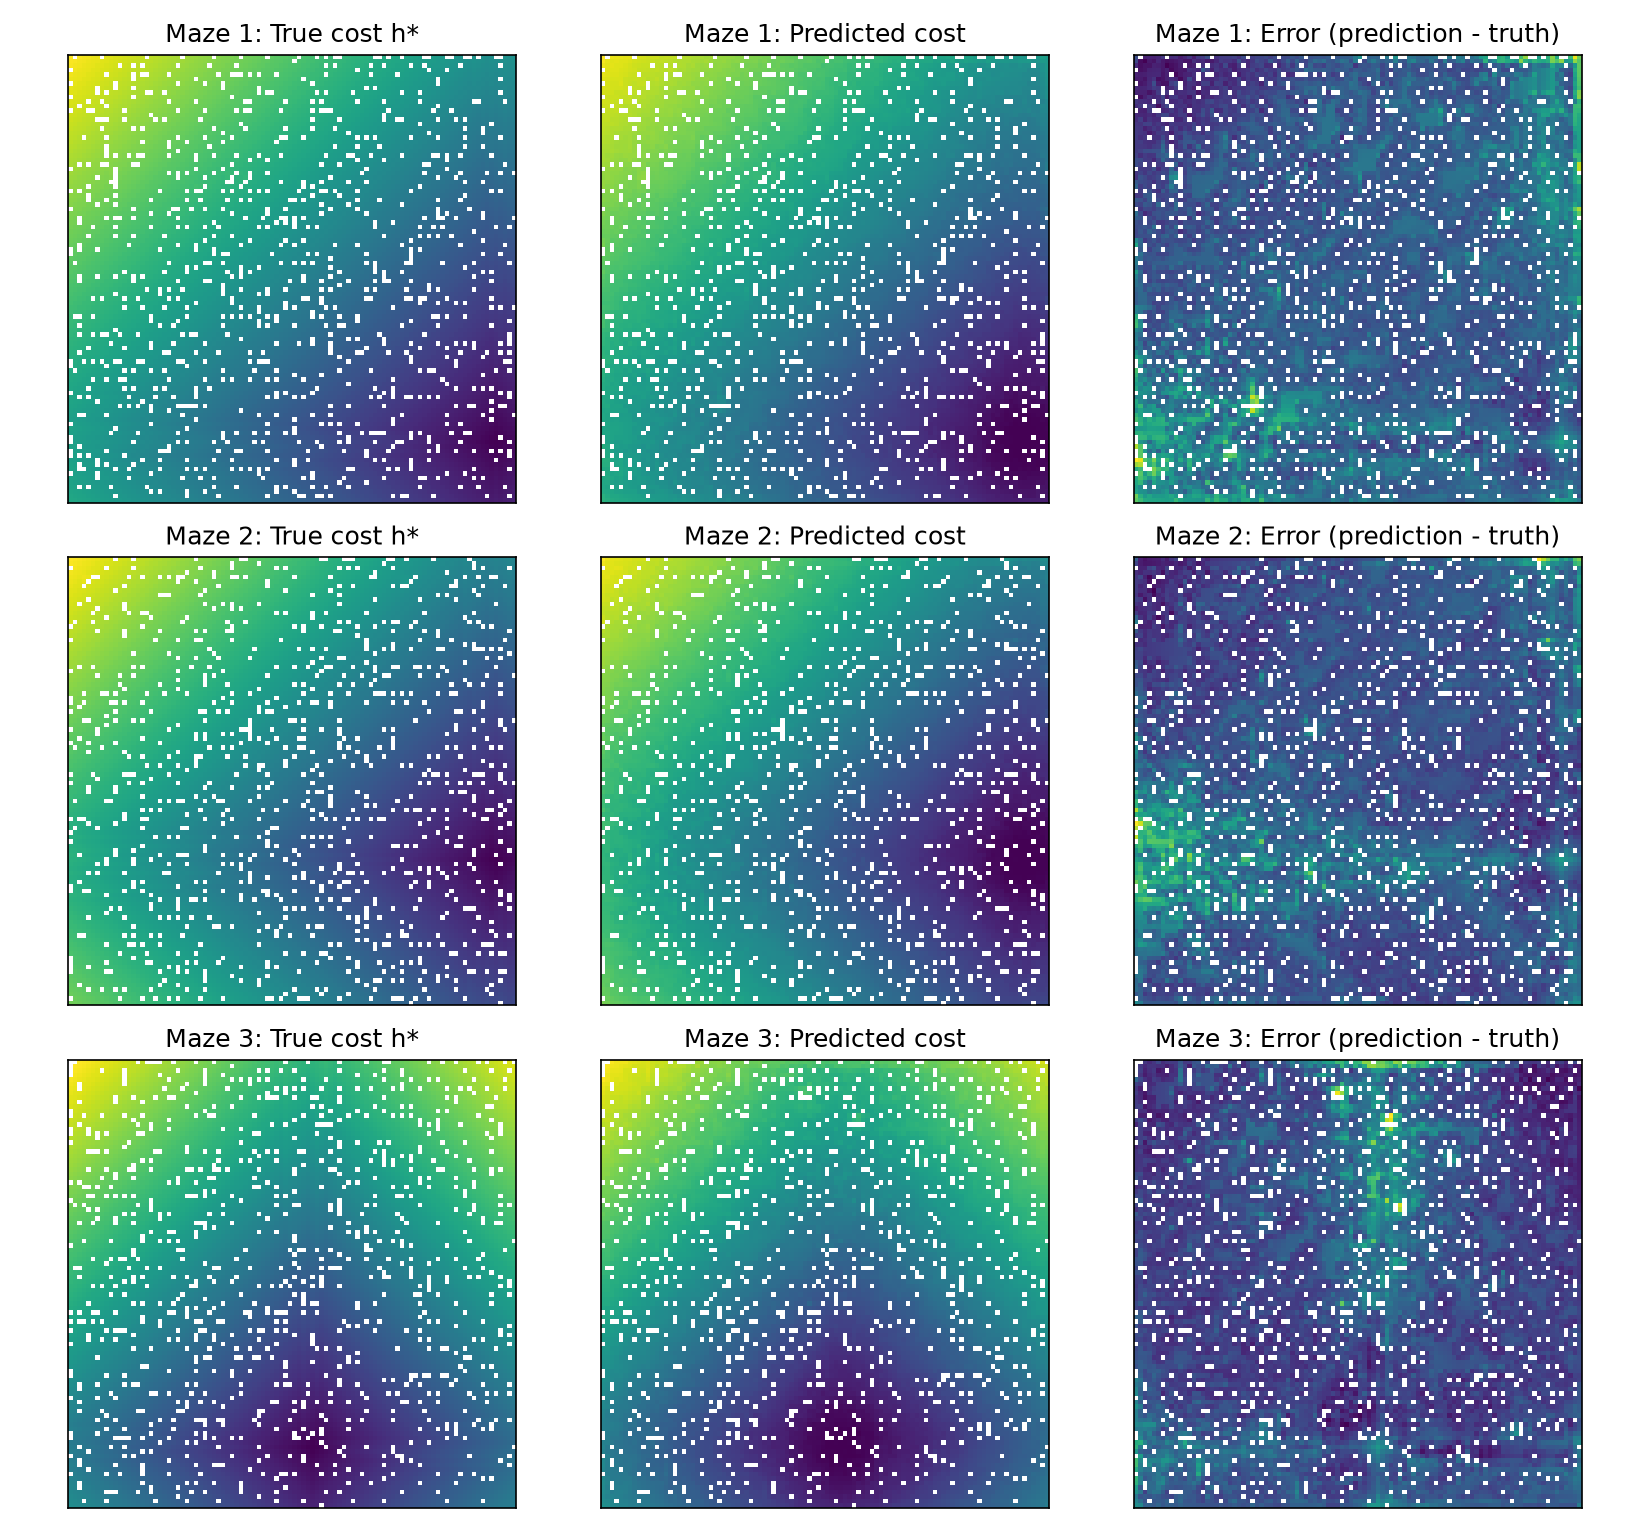 Maze 1: True cost h*
Maze 1: Predicted cost
Maze 1: Error (prediction - truth)
Maze 2: True cost h*
Maze 2: Predicted cost
Maze 2: Error (prediction - truth)
Maze 3: True cost h*
Maze 3: Predicted cost
Maze 3: Error (prediction - truth)